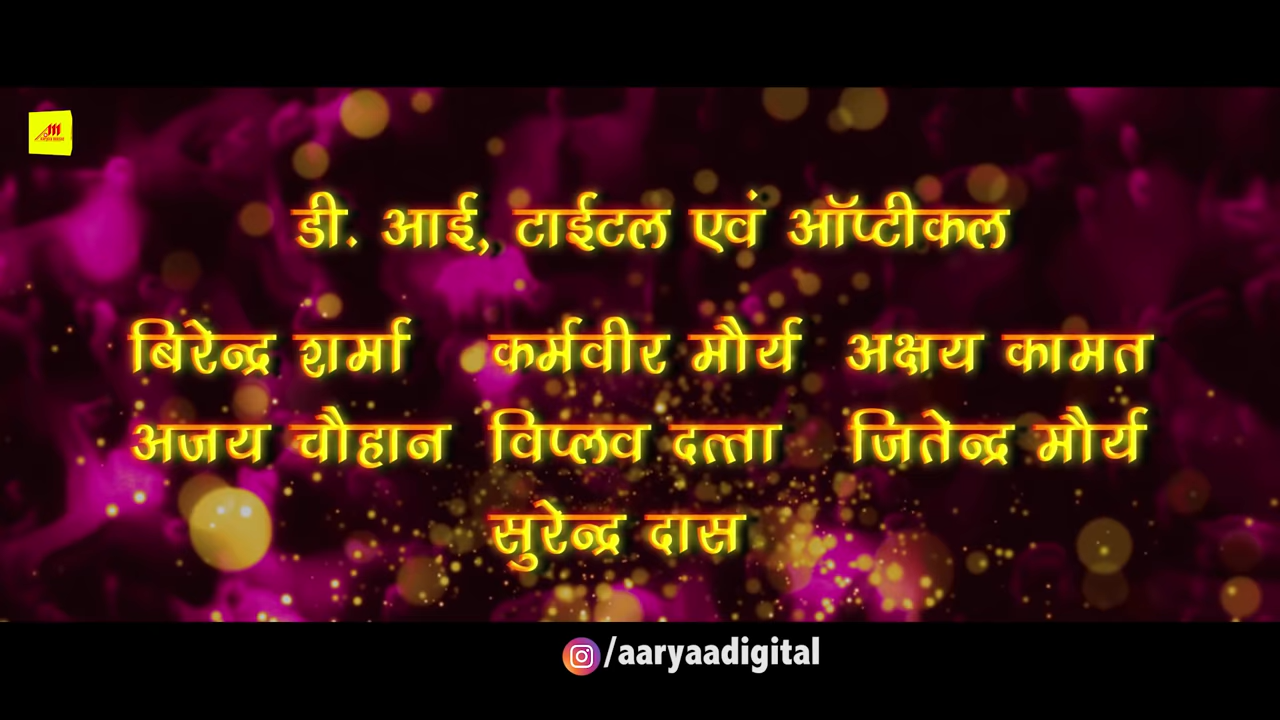 डी. आई, टाईटल एवं ऑप्टीकल
बिरेन्द्र शर्मा कर्मवीर मौर्य अक्षय कामत
अजय चौहान विप्लव दत्ता जितेन्द्र मौर्य
सुरेन्द्र दास
/aaryaadigital